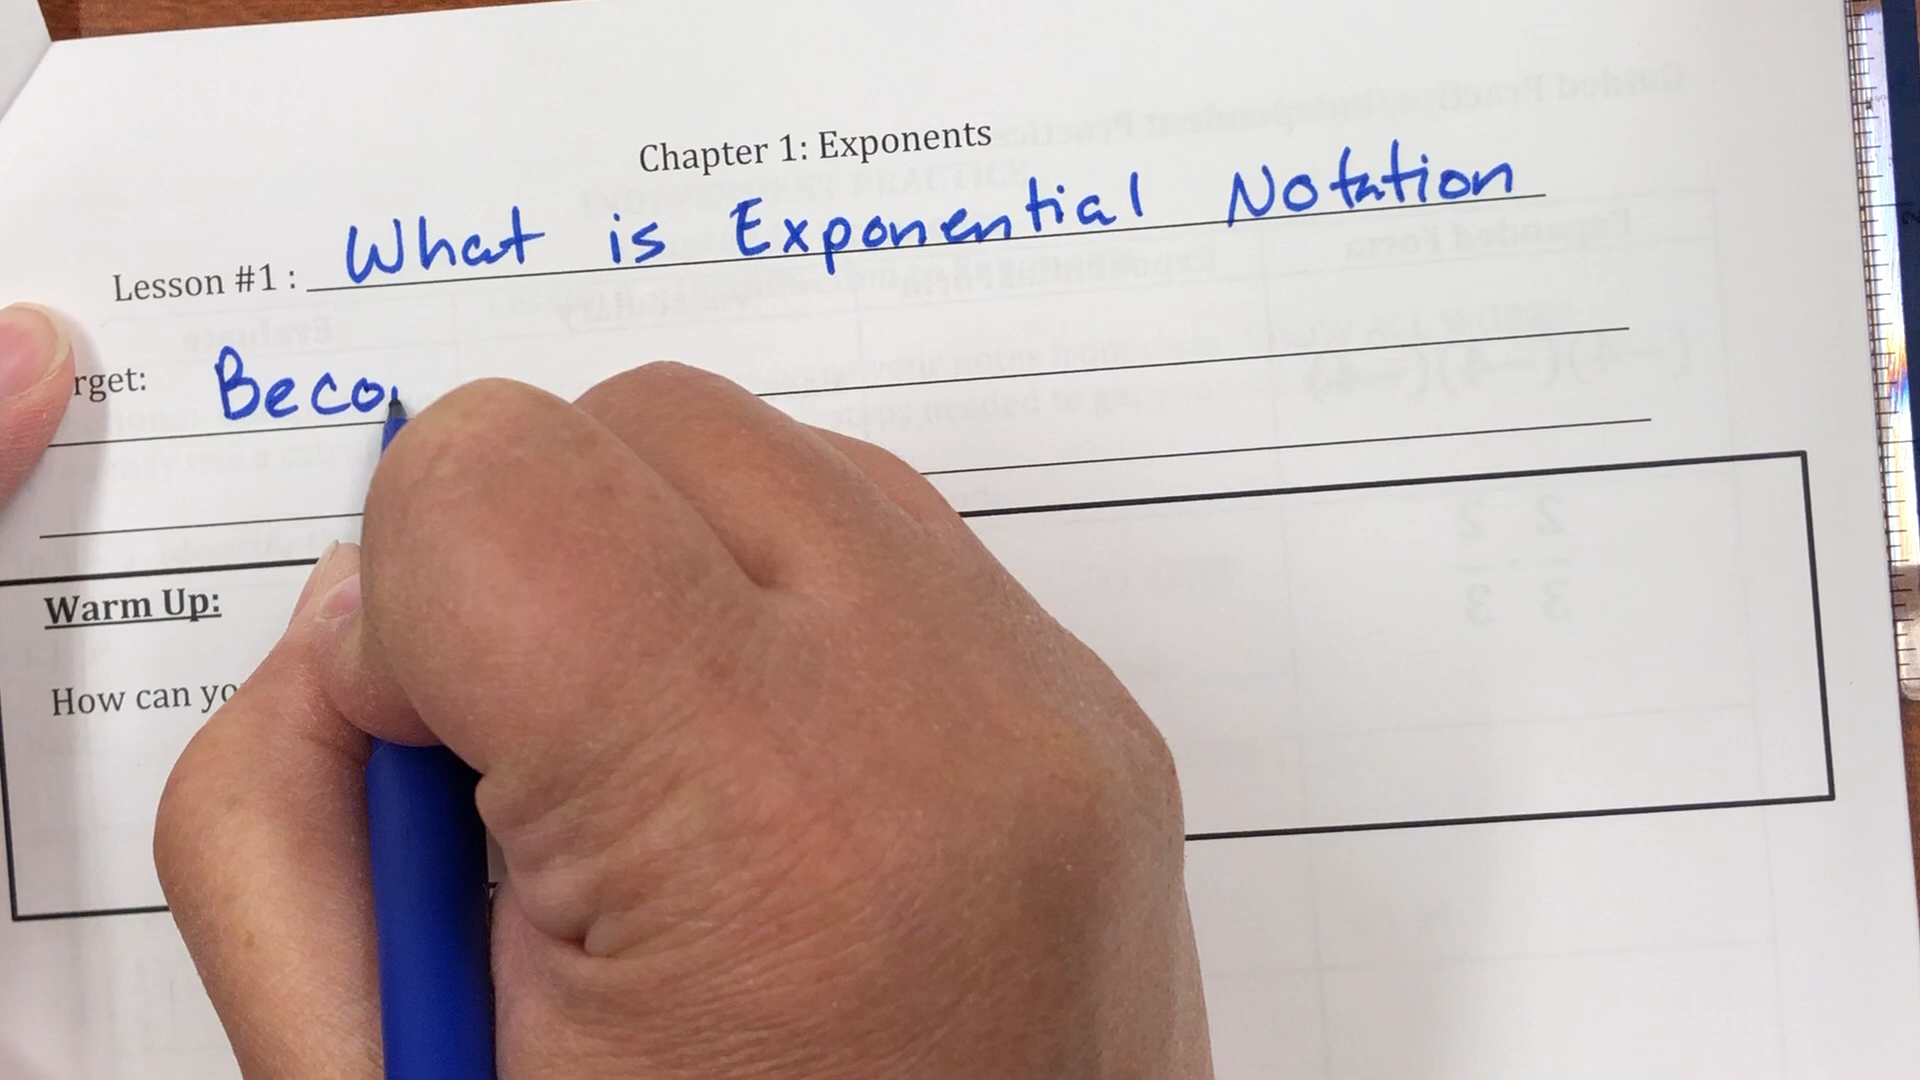 Chapter 1: Exponents
Lesson #1 : What is Exponential Notation
rget: Beco
Warm Up:
How can yo